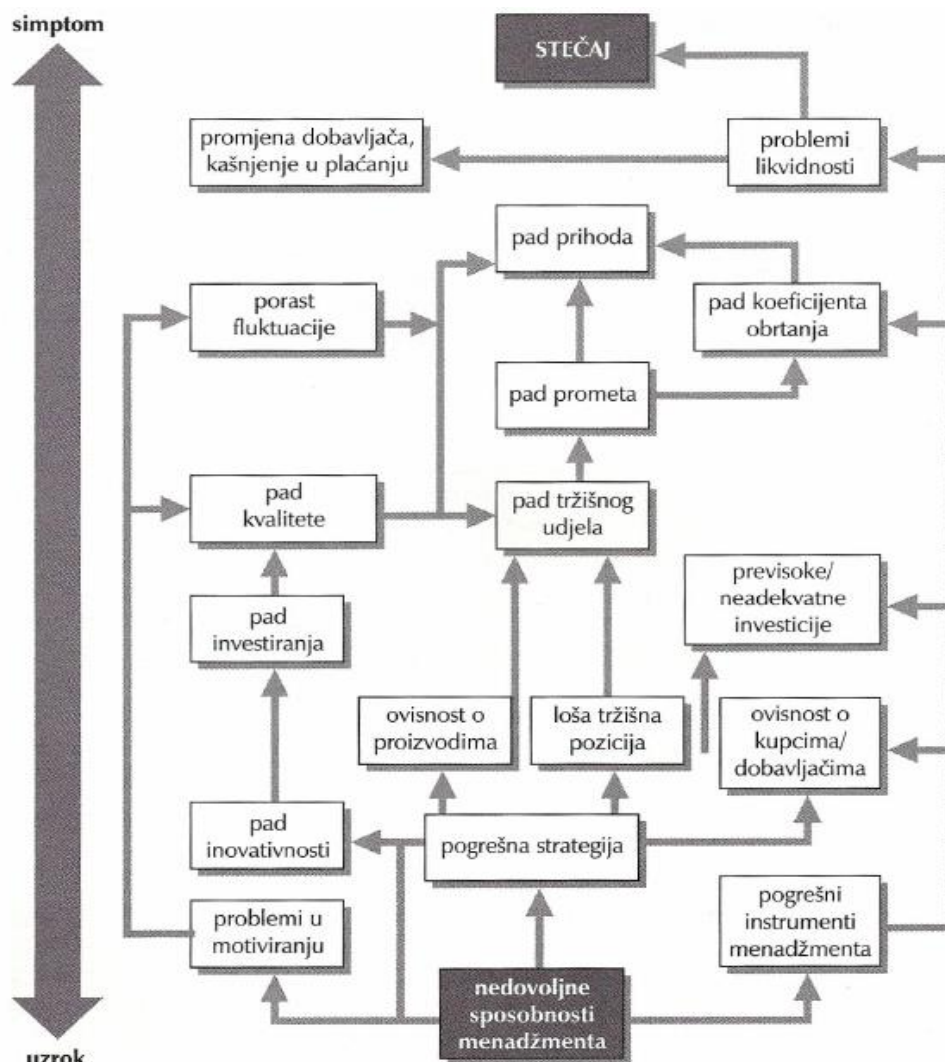 simptom
STEČAJ
promjena dobavljača,
kašnjenje u plaćanju
problemi
likvidnosti
pad prihoda
porast
fluktuacije
pad koeficijenta
obrtanja
pad prometa
pad
kvalitete
pad tržišnog
udjela
previsoke/
neadekvatne
investicije
pad
investiranja
ovisnost o
proizvodima
loša tržišna
pozicija
ovisnost o
kupcima/
dobavljačima
pad
inovativnosti
pogrešna strategija
problemi u
motiviranju
pogrešni
instrumenti
menadžmenta
nedovoljne
sposobnosti
menadžmenta
uzrok